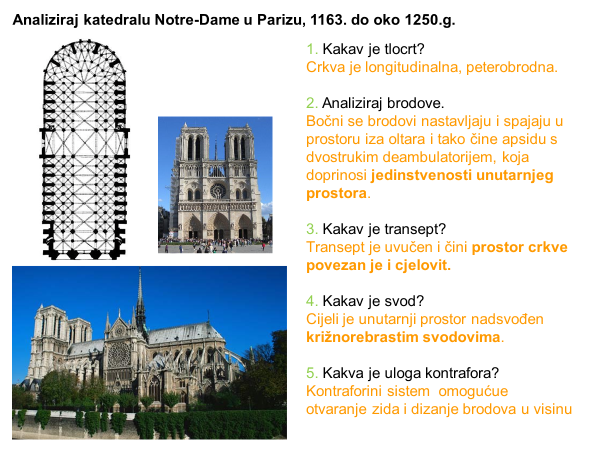 Analiziraj katedralu Notre-Dame u Parizu, 1163. do oko 1250.g.
1. Kakav je tlocrt?
Crkva je longitudinalna, peterobrodna.
2. Analiziraj brodove.
Bočni se brodovi nastavljaju i spajaju u
prostoru iza oltara i tako čine apsidu s
dvostrukim deambulatorijem, koja
doprinosi jedinstvenosti unutarnjeg
prostora.
3. Kakav je transept?
Transept je uvučen i čini prostor crkve
povezan je i cjelovit.
4. Kakav je svod?
Cijeli je unutarnji prostor nadsvođen
križnorebrastim svodovima.
5. Kakva je uloga kontrafora?
Kontraforini sistem  omogućue
otvaranje zida i dizanje brodova u visinu